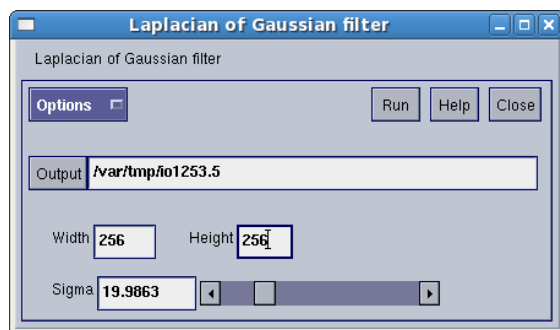 Laplacian of Gaussian filter
Laplacian of Gaussian filter
Options Run Help Close
Output /var/tmp/io1253.5
Width 256 Height 256
Sigma 19.9863